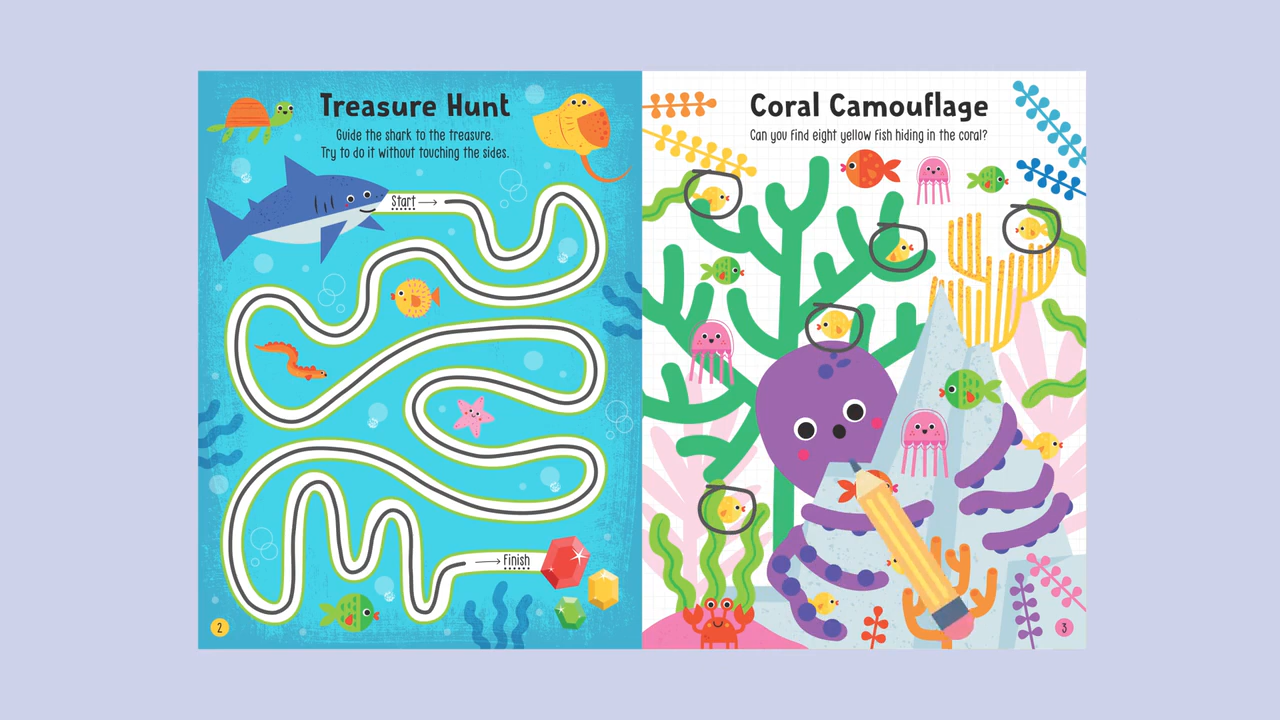 Treasure Hunt
Guide the shark to the treasure.
Try to do it without touching the sides.
Start
Finish
2
Coral Camouflage
Can you find eight yellow fish hiding in the coral?
3